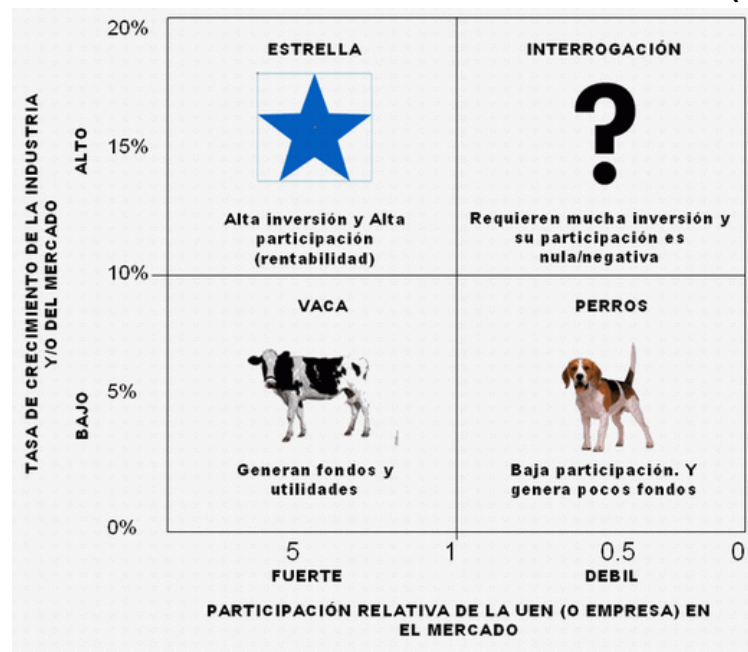 20%
ESTRELLA
INTERROGACIÓN
TASA DE CRECIMIENTO DE LA INDUSTRIA
Y/O DEL MERCADO
ALTO
15%
?
Alta inversión y Alta
participación
(rentabilidad)
Requieren mucha inversión y
su participación es
nula/negativa
10%
VACA
PERROS
BAJO
5%
Generan fondos y
utilidades
Baja participación. Y
genera pocos fondos
0%
5
1
0.5
0
FUERTE
DEBIL
PARTICIPACIÓN RELATIVA DE LA UEN (O EMPRESA) EN
EL MERCADO